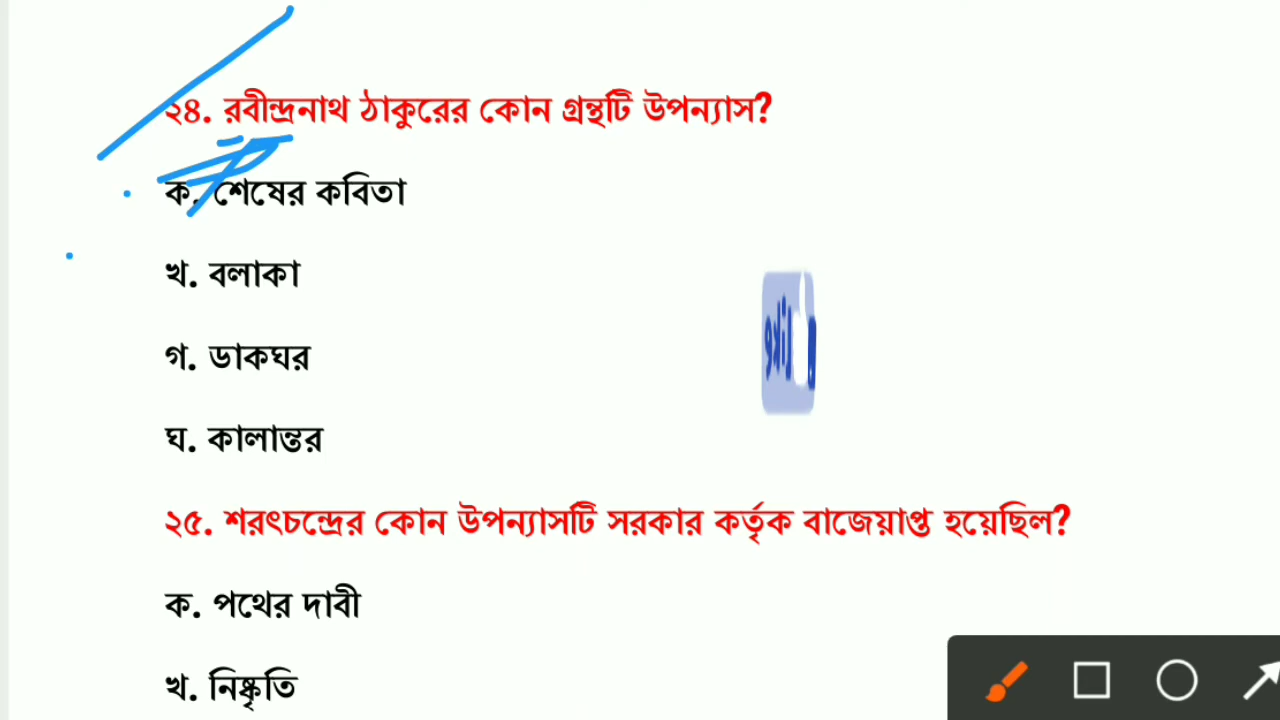 ২৪. রবীন্দ্রনাথ ঠাকুরের কোন গ্রন্থটি উপন্যাস?
ক. শেষের কবিতা
খ. বলাকা
গ. ডাকঘর
ঘ. কালান্তর
২৫. শরৎচন্দ্রের কোন উপন্যাসটি সরকার কর্তৃক বাজেয়াপ্ত হয়েছিল?
ক. পথের দাবী
খ. নিষ্কৃতি